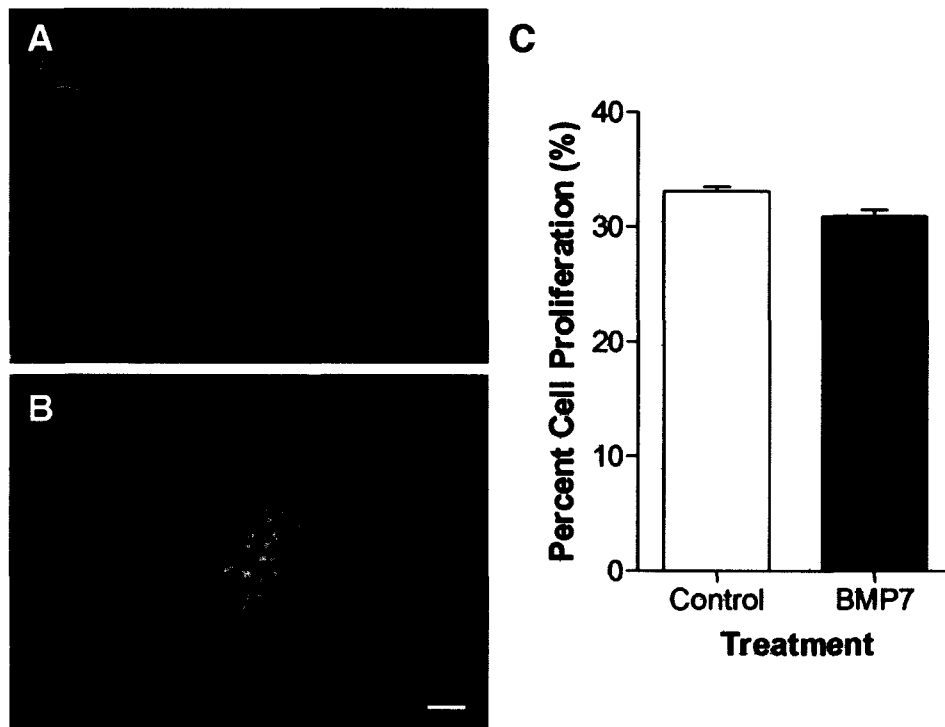 A
B
C
Percent Cell Proliferation (%)
40
30
20
10
0
Control BMP7
Treatment